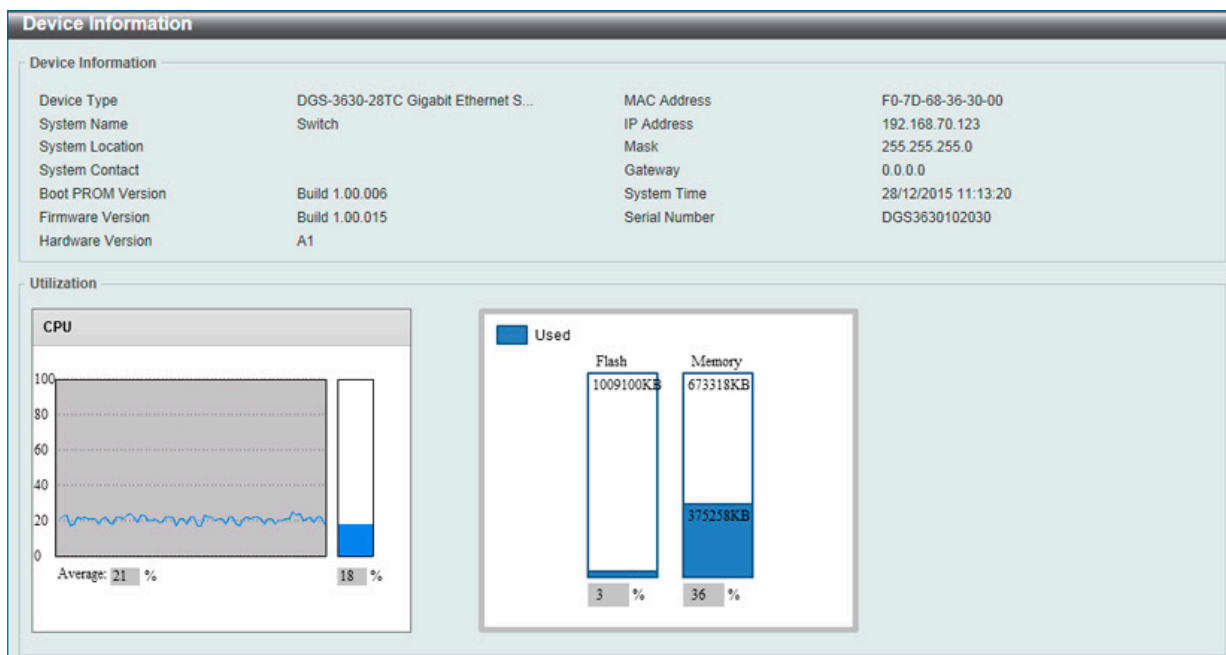 Device Information
Device Information
Device Type DGS-3630-28TC Gigabit Ethernet S... MAC Address F0-7D-68-36-30-00
System Name Switch IP Address 192.168.70.123
System Location Mask 255.255.255.0
System Contact Gateway 0.0.0.0
Boot PROM Version Build 1.00.006 System Time 28/12/2015 11:13:20
Firmware Version Build 1.00.015 Serial Number DGS3630102030
Hardware Version A1
Utilization
CPU
100
80
60
40
20
0
Average: 21 % 18 %
Used
Flash Memory
1009100KB 673318KB
375258KB
3 % 36 %